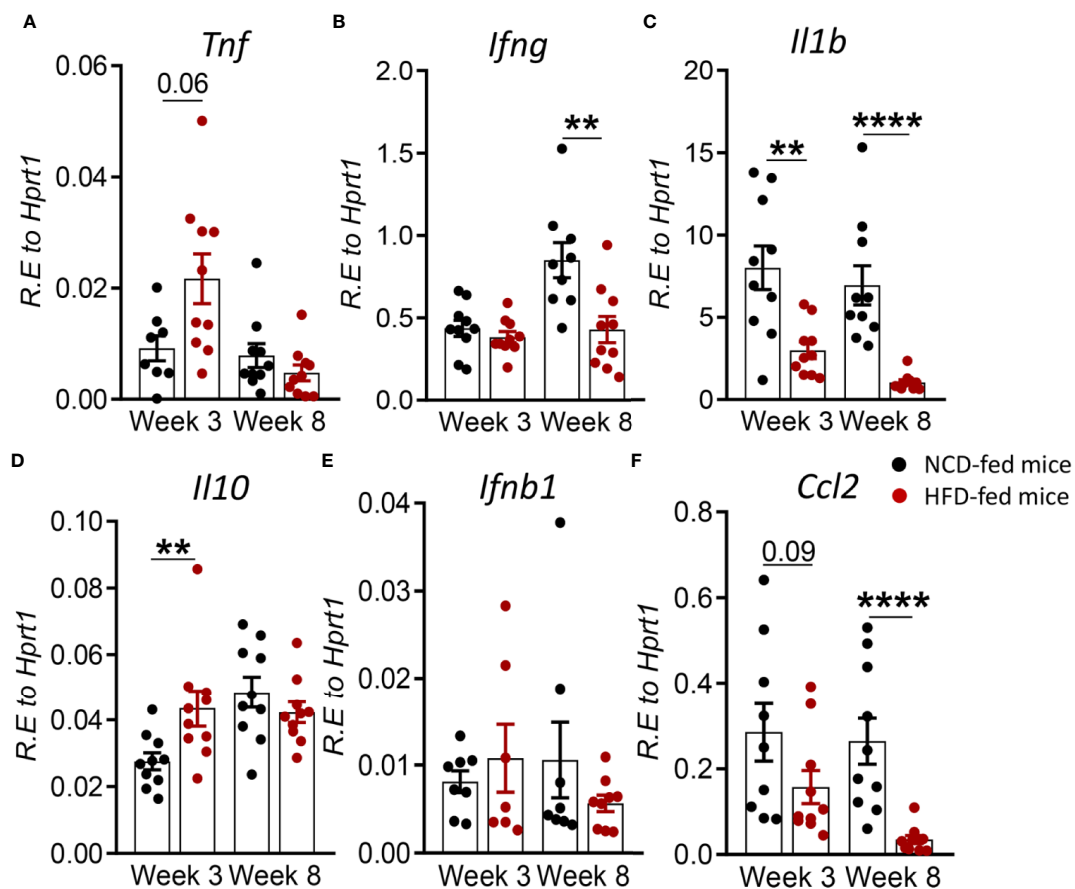 A
Tnf
0.06
0.04
0.02
0.00
R.E to Hprt1
0.06
Week 3 Week 8
B
Ifng
2.0
1.5
1.0
0.5
0.0
R.E to Hprt1
**
Week 3 Week 8
C
Il1b
20
15
10
5
0
R.E to Hprt1
**
****
Week 3 Week 8
D
Il10
0.10
0.08
0.06
0.04
0.02
0.00
R.E to Hprt1
**
Week 3 Week 8
E
Ifnb1
0.04
0.03
0.02
0.01
0.00
R.E to Hprt1
Week 3 Week 8
F
NCD-fed mice
HFD-fed mice
Ccl2
0.8
0.6
0.4
0.2
0.0
R.E to Hprt1
0.09
****
Week 3 Week 8